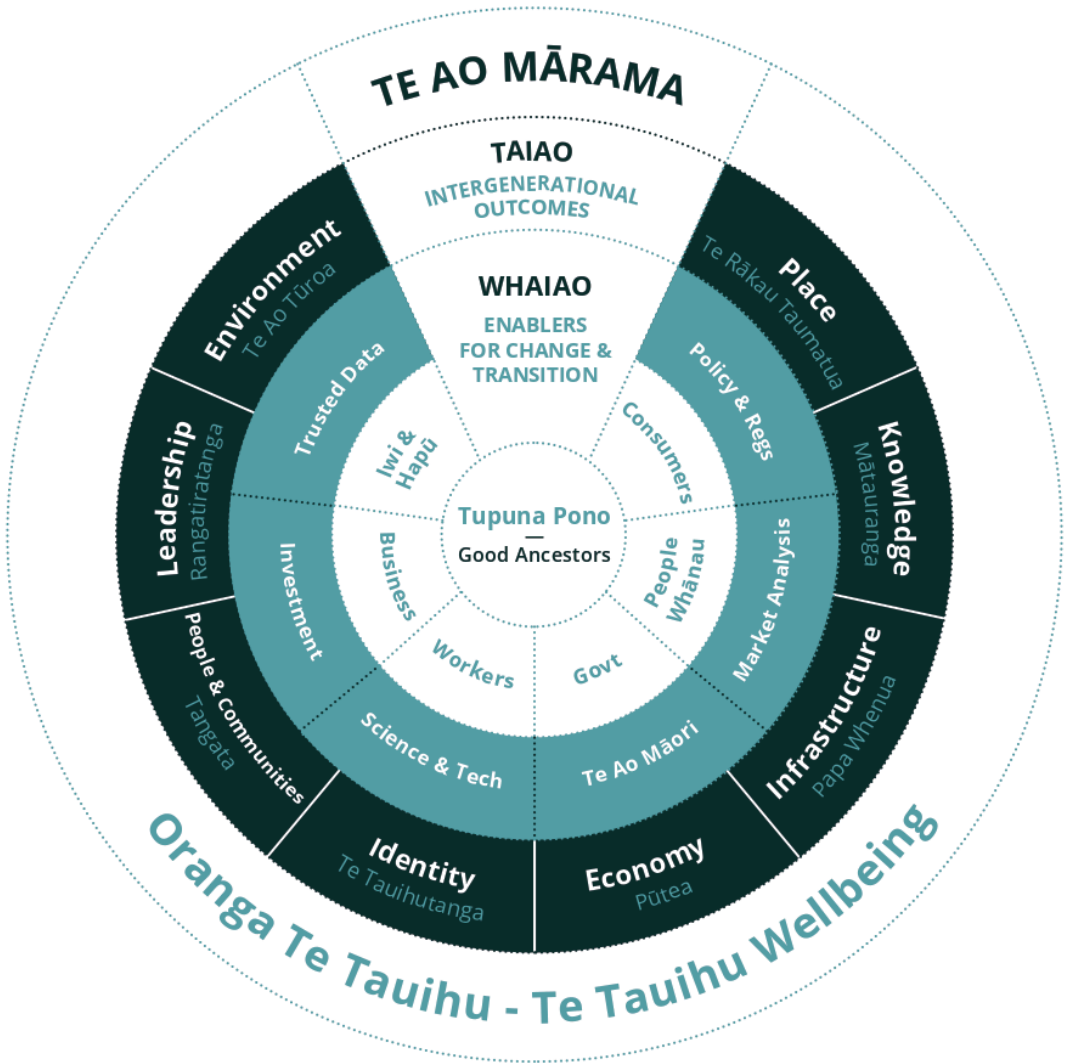 TE AO MĀRAMA
TAIAO
INTERGENERATIONAL
OUTCOMES
WHAIAO
ENABLERS
FOR CHANGE &
TRANSITION
Tupuna Pono
Good Ancestors
Place
Te Rākau Taumatua
Knowledge
Mātauranga
Infrastructure
Papa Whenua
Economy
Pūtea
Identity
Te Tauihutanga
People & Communities
Tangata
Leadership
Rangatiratanga
Environment
Te Ao Tūroa
Policy & Regs
Market Analysis
Te Ao Māori
Science & Tech
Investment
Trusted Data
Consumers
People
Whānau
Govt
Workers
Business
Iwi &
Hapū
Oranga Te Tauihu - Te Tauihu Wellbeing